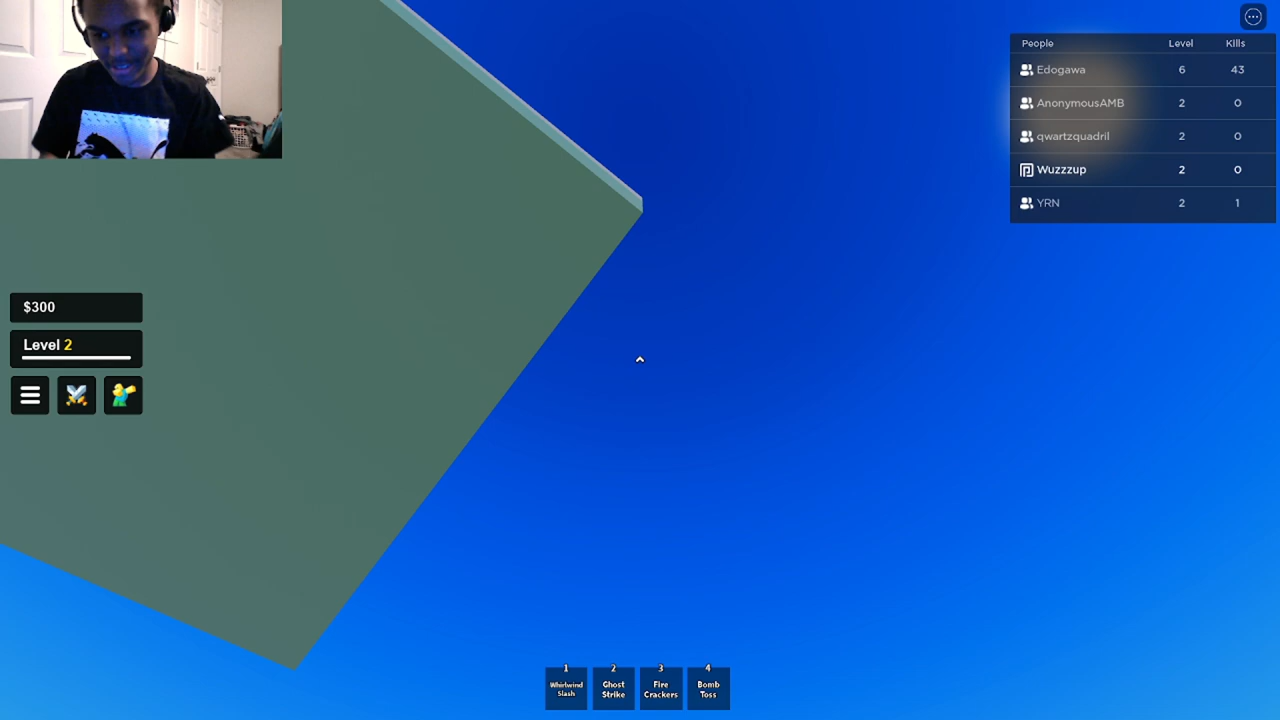 People Level Kills
Edogawa 6 43
AnonymousAMB 2 0
qwartzquadril 2 0
Wuzzzup 2 0
YRN 2 1
$300
Level 2
1 2 3 4
Whirlwind Slash
Ghost Strike
Fire Crackers
Bomb Toss